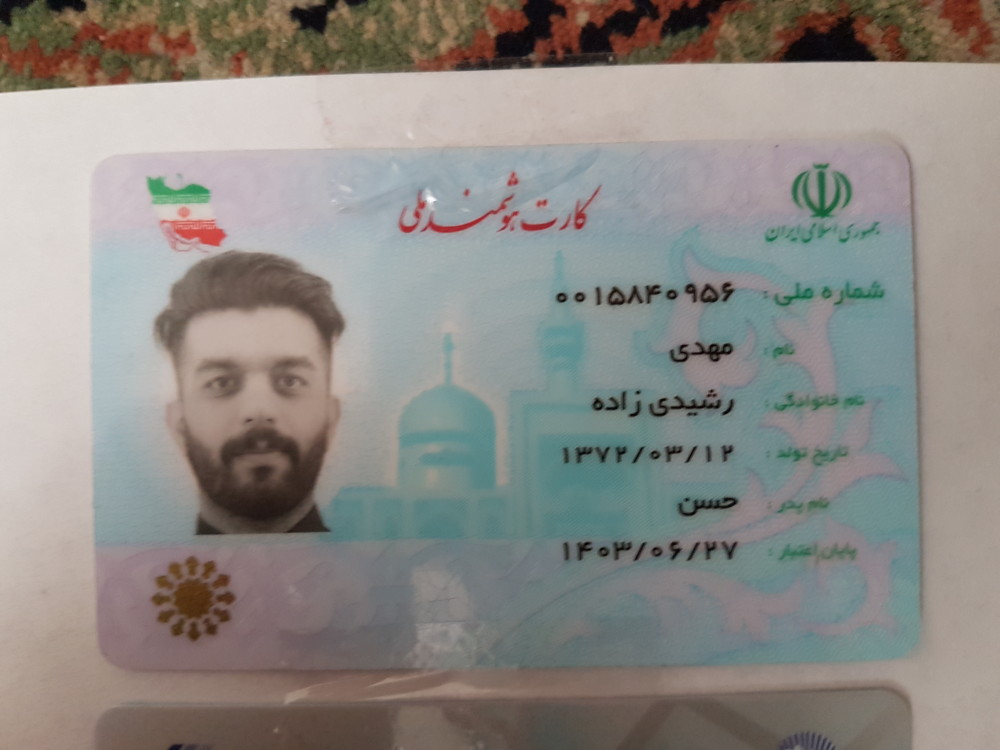 کارت هوشمند ملی
جمهوری اسلامی ایران
شماره ملی: ۰۰۱۵۸۴۰۹۵۶
نام: مهدی
نام خانوادگی: رشیدی زاده
تاریخ تولد: ۱۳۷۲/۰۳/۱۲
نام پدر: حسن
پایان اعتبار: ۱۴۰۳/۰۶/۲۷